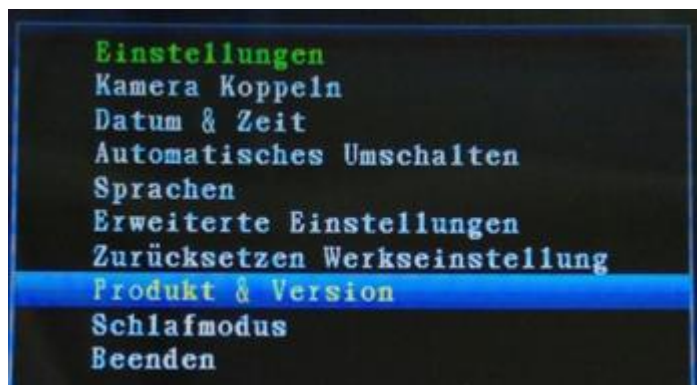 Einstellungen
Kamera Koppeln
Datum & Zeit
Automatisches Umschalten
Sprachen
Erweiterte Einstellungen
Zurücksetzen Werkseinstellung
Produkt & Version
Schlafmodus
Beenden